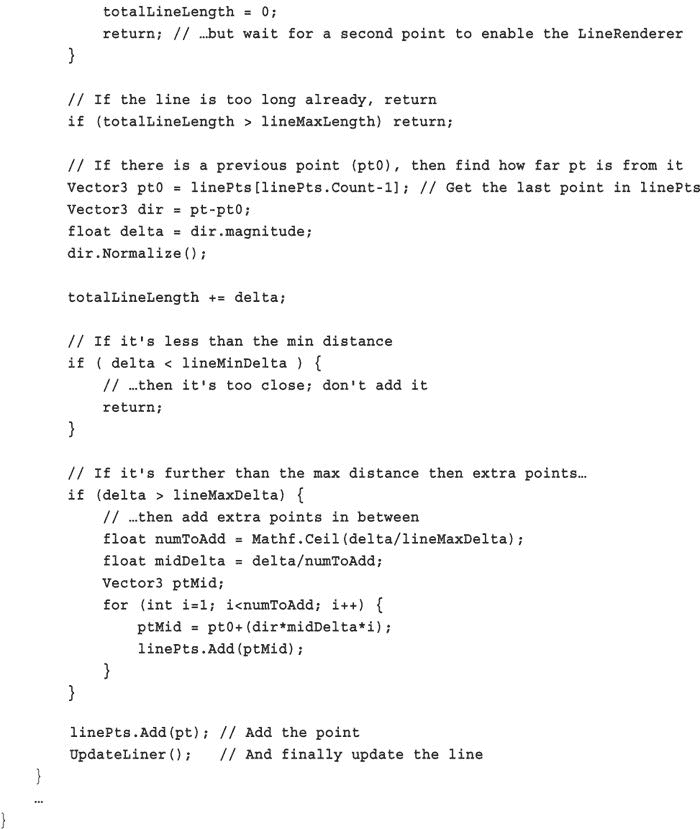 totalLineLength = 0;
return; // …but wait for a second point to enable the LineRenderer
}
// If the line is too long already, return
if (totalLineLength > lineMaxLength) return;
// If there is a previous point (pt0), then find how far pt is from it
Vector3 pt0 = linePts[linePts.Count-1]; // Get the last point in linePts
Vector3 dir = pt-pt0;
float delta = dir.magnitude;
dir.Normalize();
totalLineLength += delta;
// If it's less than the min distance
if ( delta < lineMinDelta ) {
// …then it's too close; don't add it
return;
}
// If it's further than the max distance then extra points…
if (delta > lineMaxDelta) {
// …then add extra points in between
float numToAdd = Mathf.Ceil(delta/lineMaxDelta);
float midDelta = delta/numToAdd;
Vector3 ptMid;
for (int i=1; i<numToAdd; i++) {
ptMid = pt0+(dir*midDelta*i);
linePts.Add(ptMid);
}
}
linePts.Add(pt); // Add the point
UpdateLiner(); // And finally update the line
}
…
}